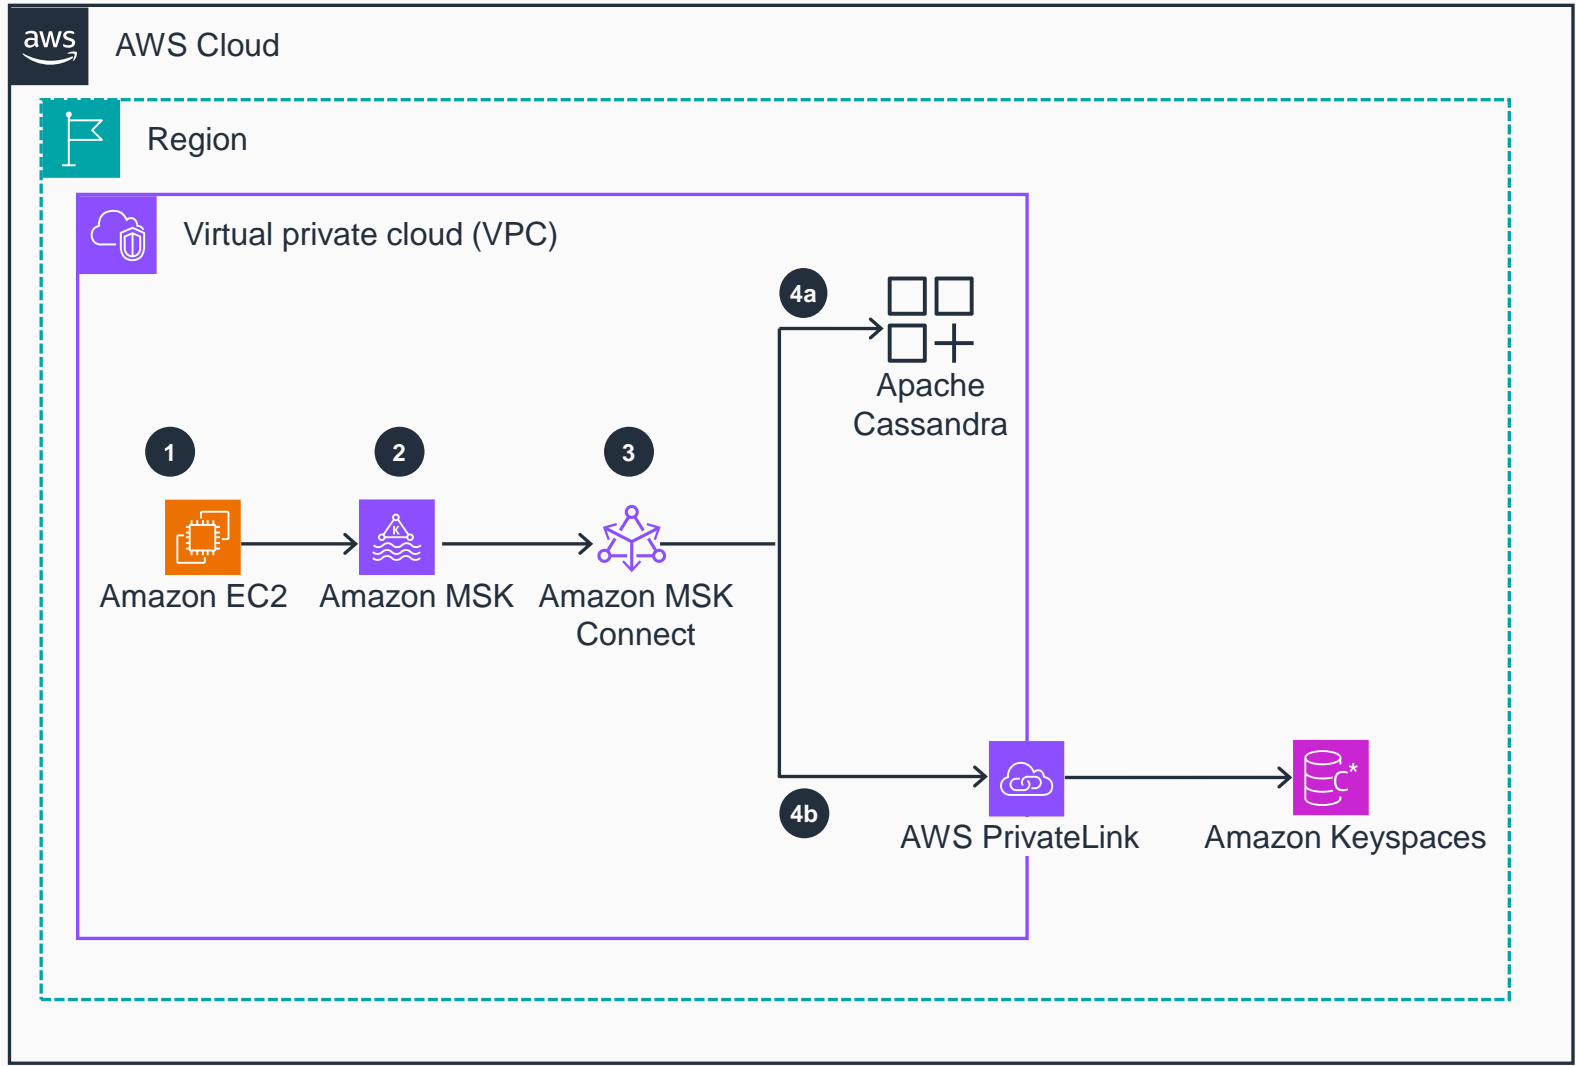 aws
AWS Cloud
Region
Virtual private cloud (VPC)
4a
Apache
Cassandra
1
2
3
K
Amazon EC2
Amazon MSK
Amazon MSK
Connect
4b
C*
AWS PrivateLink
Amazon Keyspaces